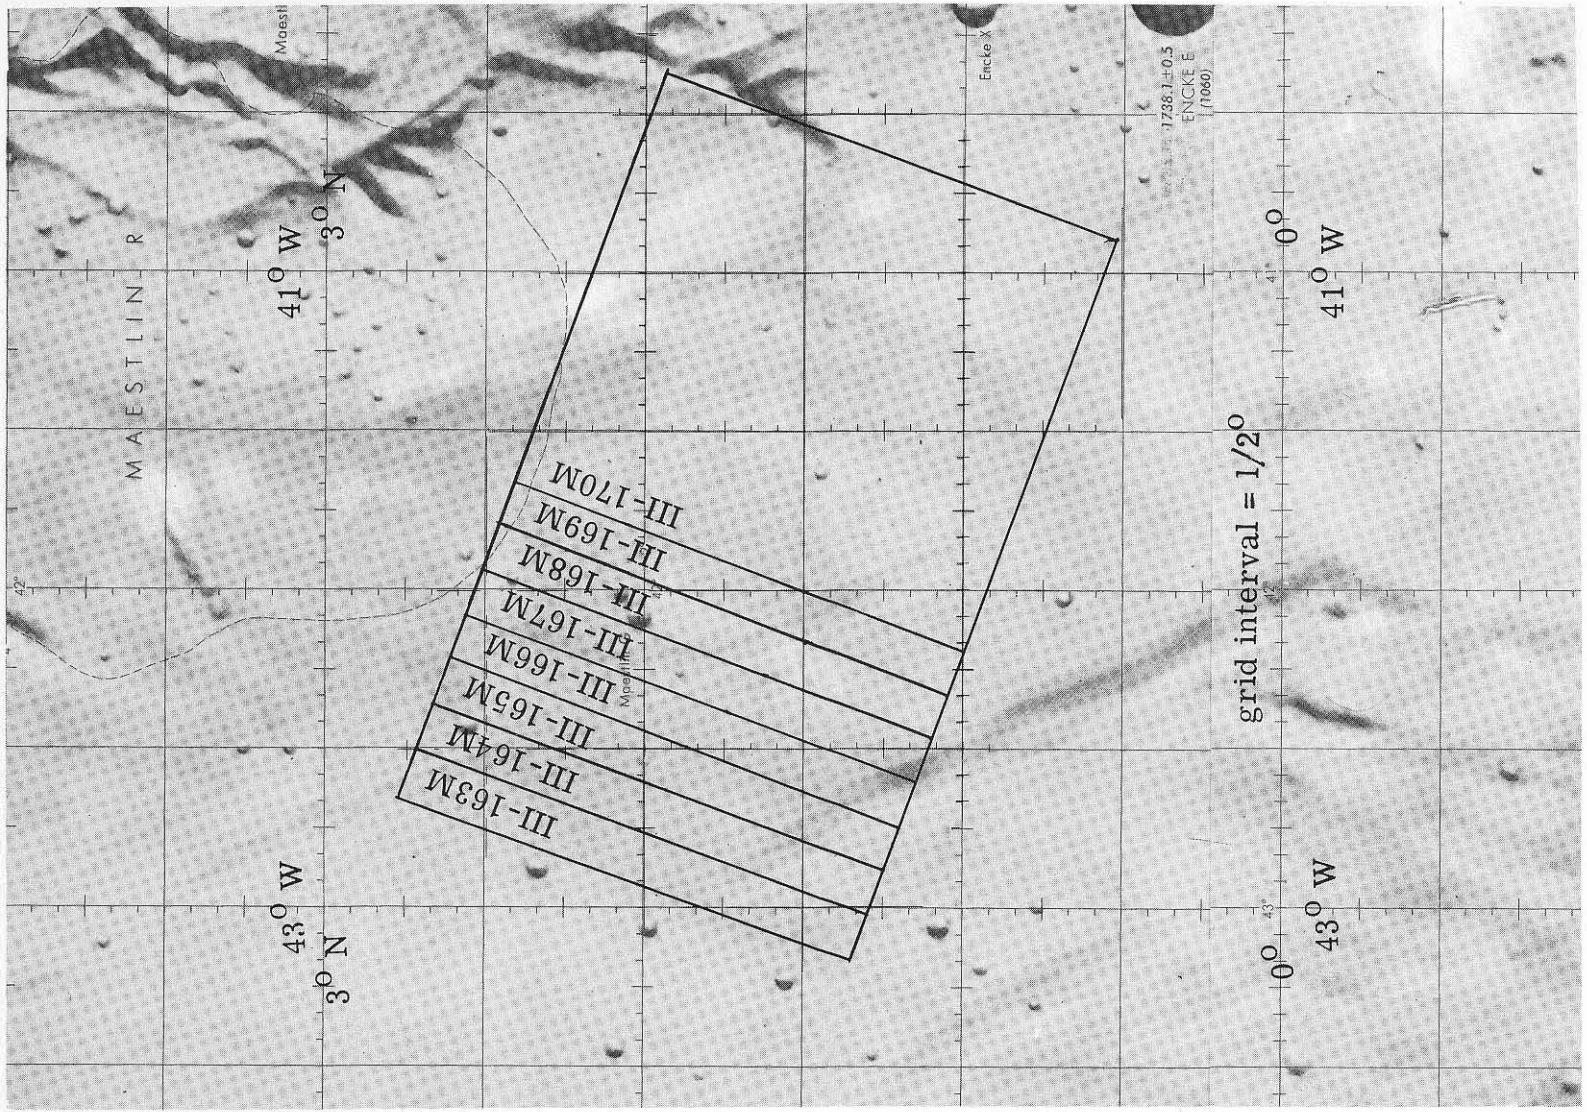 Maestl
Encke X
1738.1±0.5
ENCKE E
(1060)
MAESTLIN R
41° W
3° N
0°
41° W
41°
III-170M
III-169M
III-168M
III-167M
III-166M
III-165M
III-164M
III-163M
42°
42°
grid interval = 1/2°
43° W
3° N
43°
0°
43° W